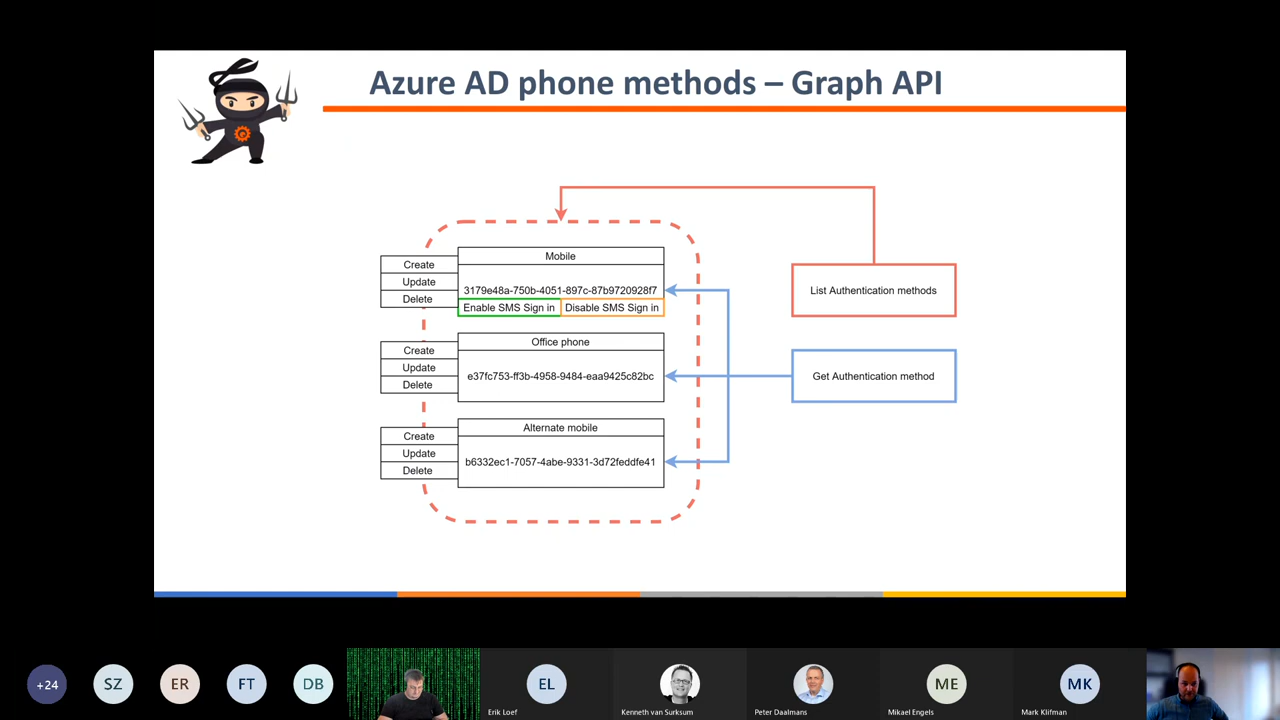 Azure AD phone methods – Graph API
Mobile
Create
Update
Delete
3179e48a-750b-4051-897c-87b9720928f7
Enable SMS Sign in
Disable SMS Sign in
Office phone
Create
Update
Delete
e37fc753-ff3b-4958-9484-eaa9425c82bc
Alternate mobile
Create
Update
Delete
b6332ec1-7057-4abe-9331-3d72feddfe41
List Authentication methods
Get Authentication method
+24
SZ
ER
FT
DB
EL
Erik Loef
Kenneth van Surksum
Peter Daalmans
ME
Mikael Engels
MK
Mark Klifman